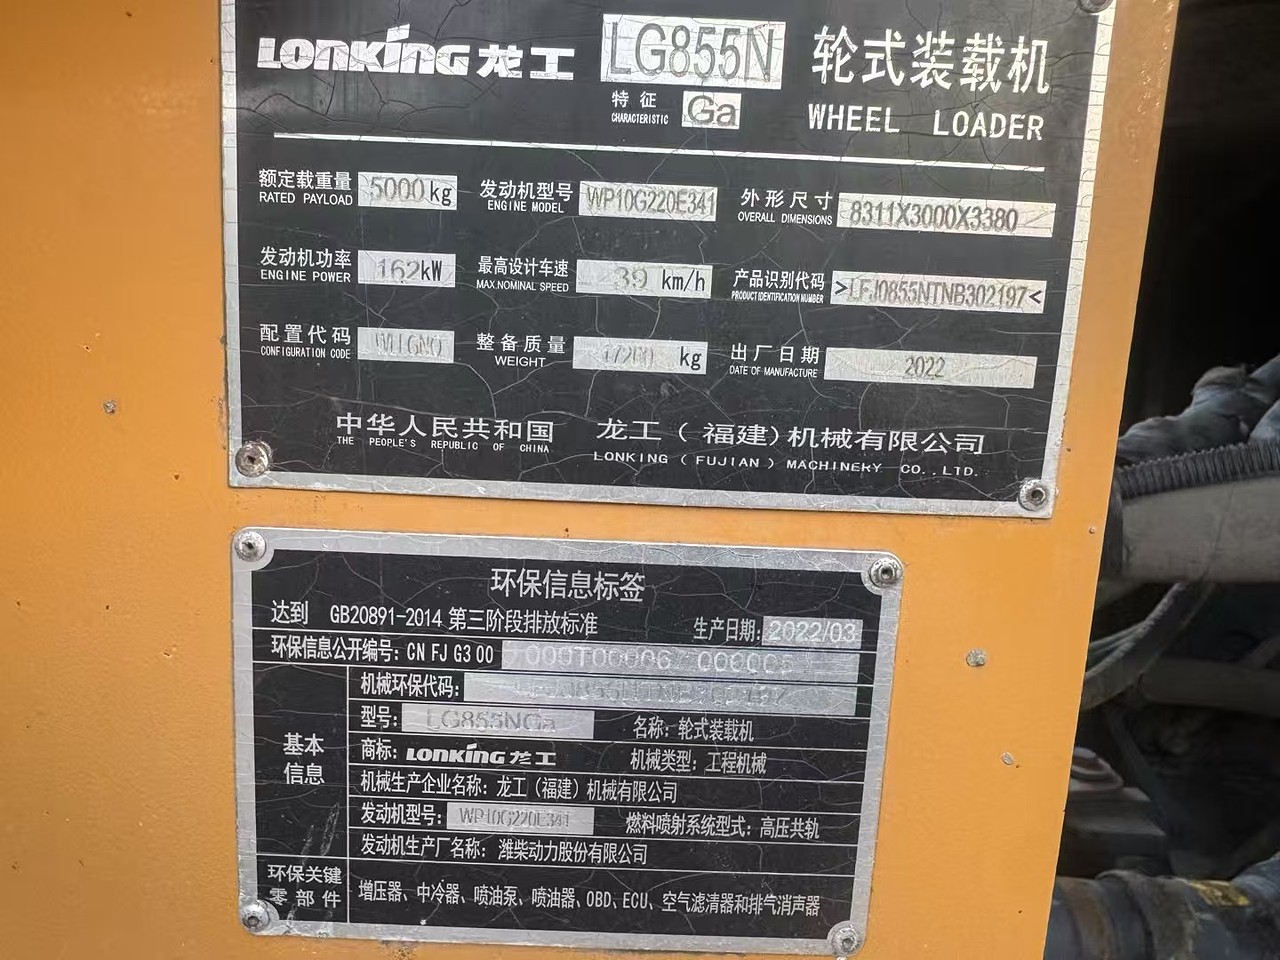 LONKING 龙工 LG855N 轮式装载机
特征 CHARACTERISTIC Ga WHEEL LOADER
额定载重量 RATED PAYLOAD 5000kg 发动机型号 ENGINE MODEL WP10G220E341 外形尺寸 OVERALL DIMENSIONS 8311X3000X3380
发动机功率 ENGINE POWER 162kW 最高设计车速 MAX.NOMINAL SPEED 39 km/h 产品识别代码 PRODUCT IDENTIFICATION NUMBER >LFJ0855NTNB302197<
配置代码 CONFIGURATION CODE 整备质量 WEIGHT kg 出厂日期 DATE OF MANUFACTURE 2022
中华人民共和国 龙工（福建）机械有限公司
THE PEOPLE'S REPUBLIC OF CHINA LONKING (FUJIAN) MACHINERY CO.,LTD.
环保信息标签
达到 GB20891-2014 第三阶段排放标准 生产日期: 2022/03
环保信息公开编号: CN FJ G3 00
机械环保代码:
型号: LG855NGa 名称: 轮式装载机
基本信息
商标: LONKING 龙工 机械类型: 工程机械
机械生产企业名称: 龙工（福建）机械有限公司
发动机型号: WP10G220E341 燃料喷射系统型式: 高压共轨
发动机生产厂名称: 潍柴动力股份有限公司
环保关键零部件 增压器、中冷器、喷油泵、喷油器、OBD、ECU、空气滤清器和排气消声器